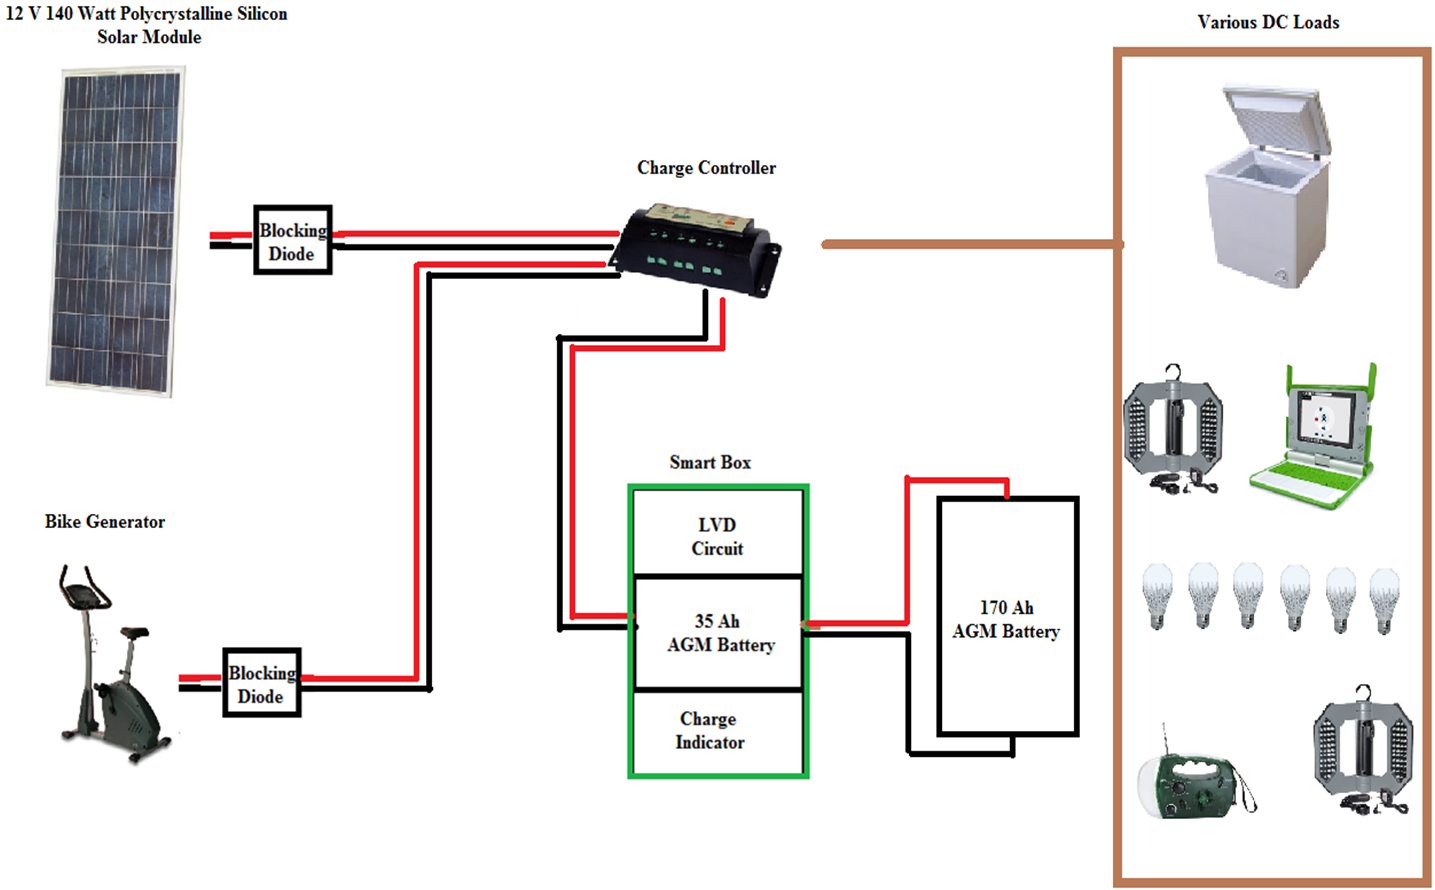 12 V 140 Watt Polycrystalline Silicon
Solar Module
Various DC Loads
Charge Controller
Blocking
Diode
Smart Box
LVD
Circuit
Bike Generator
35 Ah
AGM Battery
170 Ah
AGM Battery
Blocking
Diode
Charge
Indicator